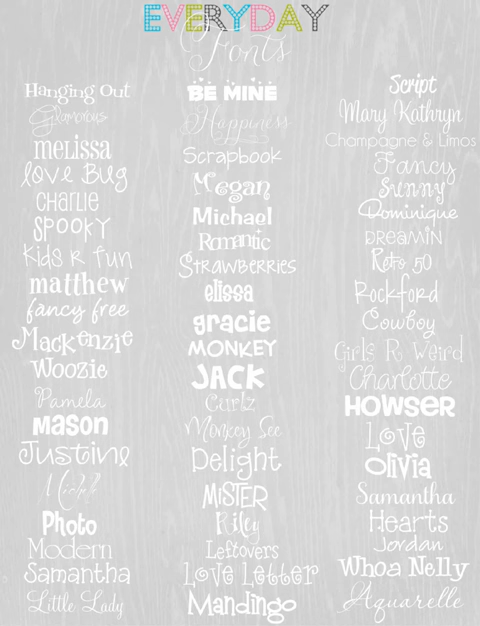 EVERYDAY
Fonts
Hanging Out
Glamorous
melissa
love Bug
CHARLIE
SPOOKY
kids R fun
matthew
fancy free
Mackenzie
Woozie
Pamela
MASON
Justine
Photo
Modern
Samantha
Little Lady
BE MINE
Happiness
Scrapbook
Megan
Michael
Romantic
STRAWBERRIES
elissa
gracie
MONKEY
JACK
Curlz
Monkey See
Delight
MiSTER
Riley
Leftovers
Love Letter
Mandingo
Script
Mary Kathryn
Champagne & Limos
Fancy
Sunny
Dominique
DREAMiN
Retro 50
Rockford
Cowboy
Girls R Weird
Charlotte
HOWSER
Love
Olivia
Samantha
Hearts
Jordan
Whoa Nelly
Aquarelle